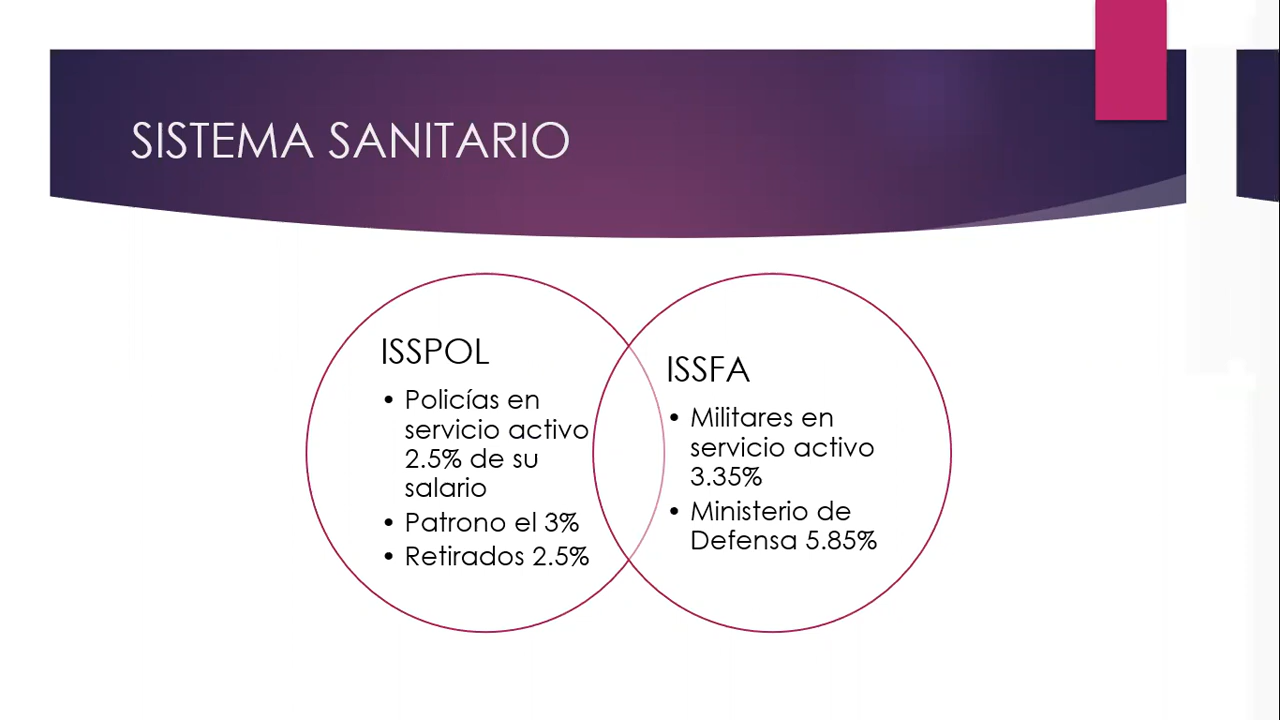 SISTEMA SANITARIO
ISSPOL
• Policías en
servicio activo
2.5% de su
salario
• Patrono el 3%
• Retirados 2.5%
ISSFA
• Militares en
servicio activo
3.35%
• Ministerio de
Defensa 5.85%